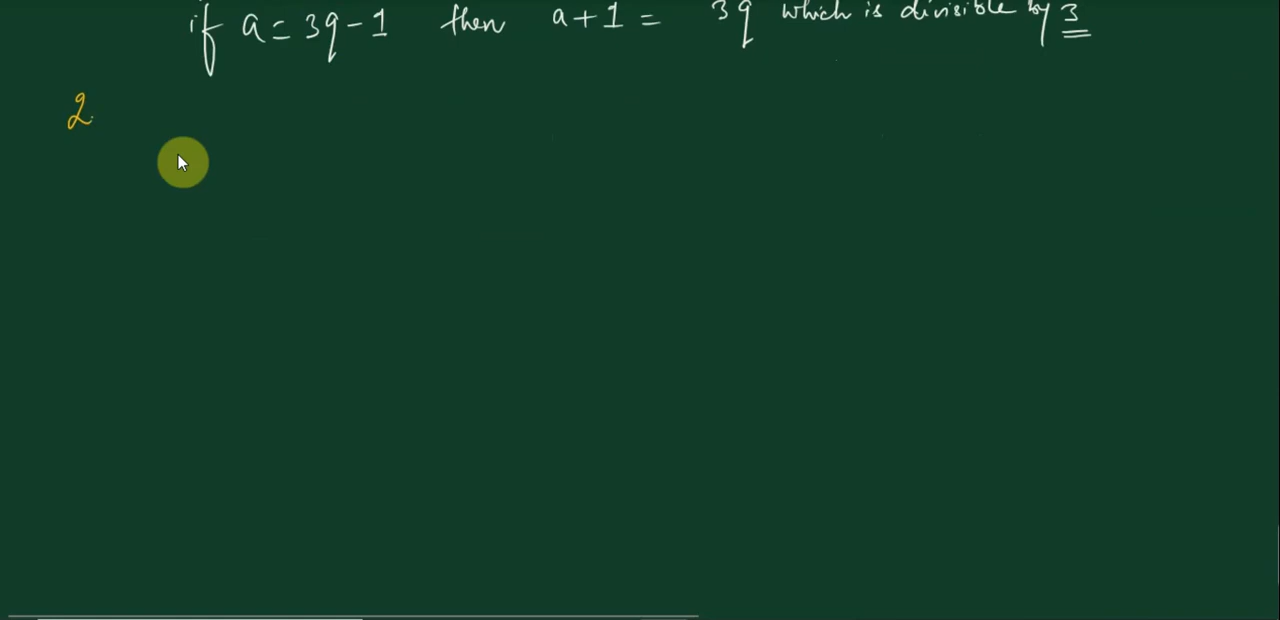 if a = 3q - 1 then a + 1 = 3q which is divisible by 3
2.